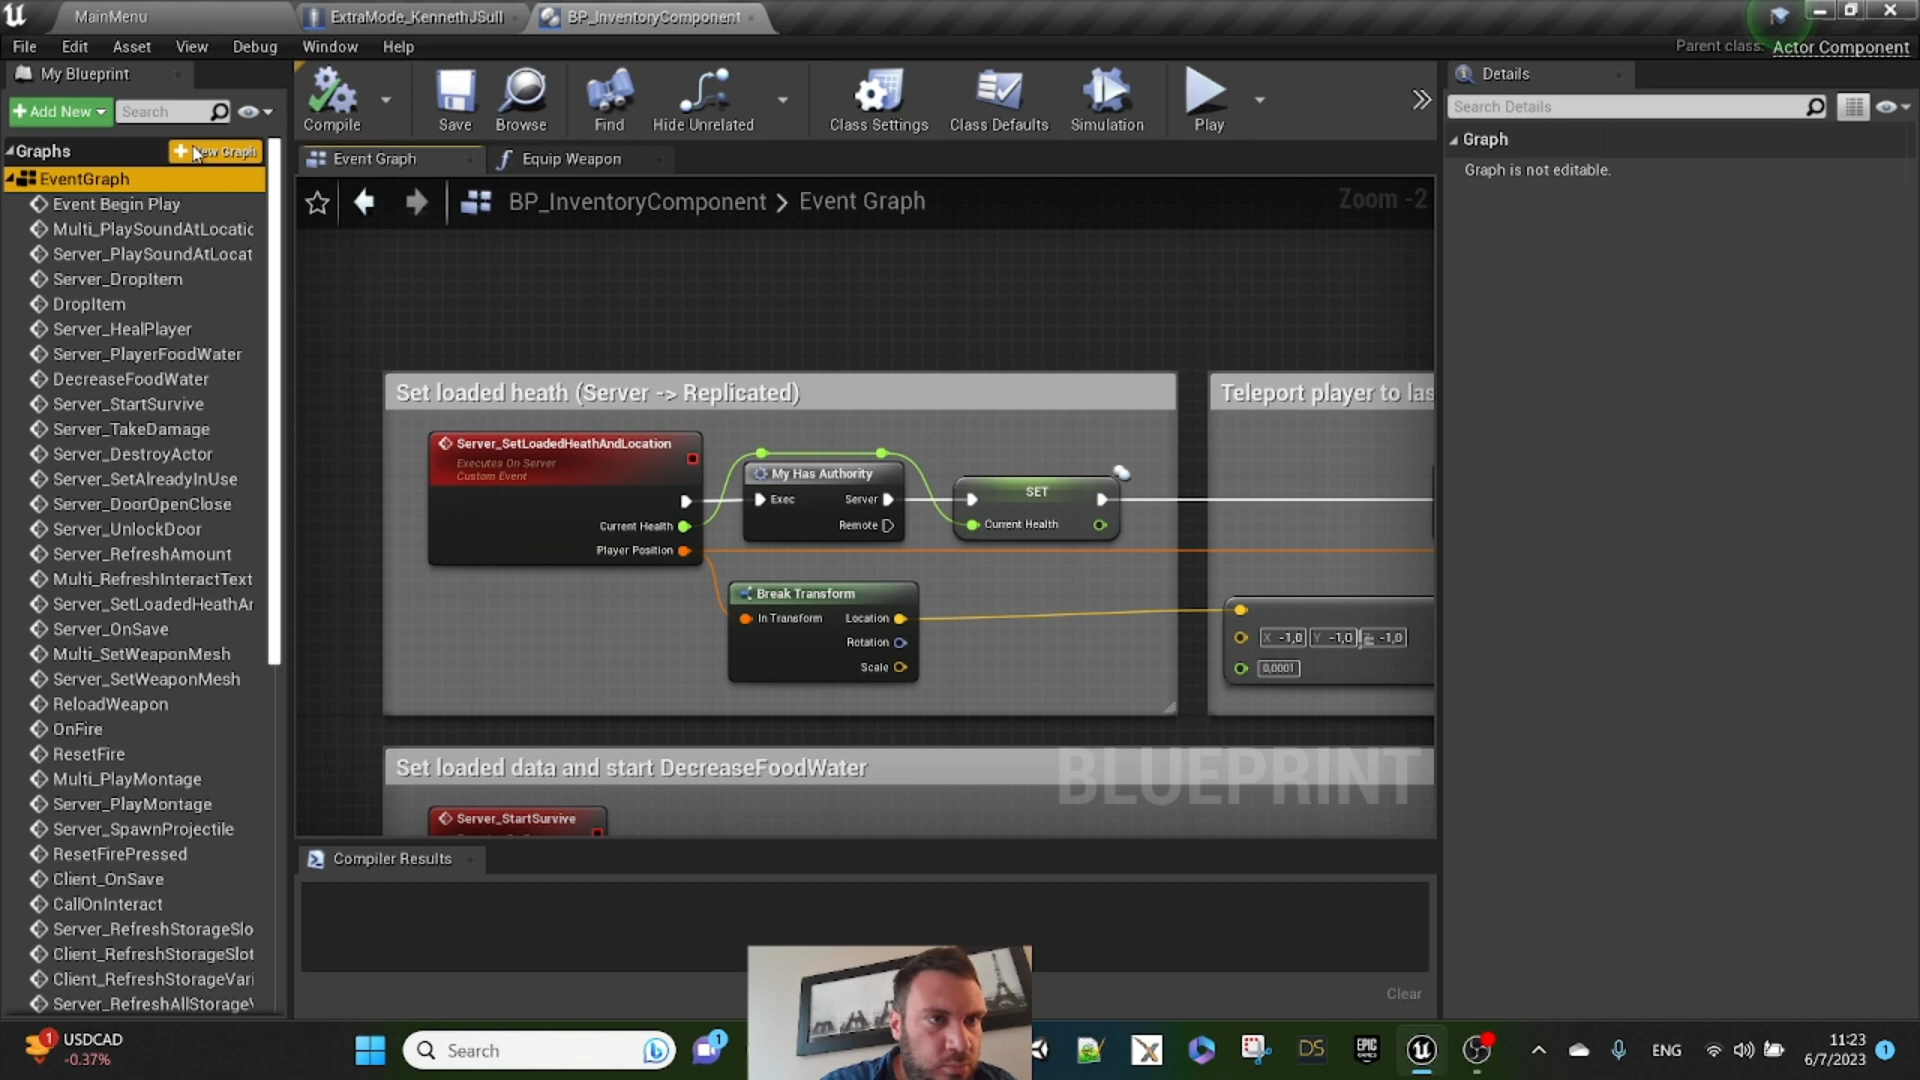 MainMenu
ExtraMode_KennethJSull
BP_InventoryComponent
File Edit Asset View Debug Window Help
Parent class: Actor Component
My Blueprint
Add New
Search
Graphs
New Graph
EventGraph
Event Begin Play
Multi_PlaySoundAtLocatic
Server_PlaySoundAtLocat
Server_DropItem
DropItem
Server_HealPlayer
Server_PlayerFoodWater
DecreaseFoodWater
Server_StartSurvive
Server_TakeDamage
Server_DestroyActor
Server_SetAlreadyInUse
Server_DoorOpenClose
Server_UnlockDoor
Server_RefreshAmount
Multi_RefreshInteractText
Server_SetLoadedHeathAr
Server_OnSave
Multi_SetWeaponMesh
Server_SetWeaponMesh
ReloadWeapon
OnFire
ResetFire
Multi_PlayMontage
Server_PlayMontage
Server_SpawnProjectile
ResetFirePressed
Client_OnSave
CallOnInteract
Server_RefreshStorageSlo
Client_RefreshStorageSlot
Client_RefreshStorageVari
Server_RefreshAllStorageV
Compile
Save
Browse
Find
Hide Unrelated
Class Settings
Class Defaults
Simulation
Play
Event Graph
Equip Weapon
BP_InventoryComponent > Event Graph
Zoom -2
Set loaded heath (Server -> Replicated)
Server_SetLoadedHeathAndLocation
Executes On Server
Custom Event
Current Health
Player Position
My Has Authority
Exec Server
Remote
SET
Current Health
Break Transform
In Transform Location
Rotation
Scale
Teleport player to las
X -1,0 Y -1,0 Z -1,0
0,0001
Set loaded data and start DecreaseFoodWater
Server_StartSurvive
BLUEPRINT
Compiler Results
Clear
Details
Search Details
Graph
Graph is not editable.
1
USDCAD
-0.37%
Search
1
DS
EPIC
GAMES
ENG
11:23
6/7/2023
1